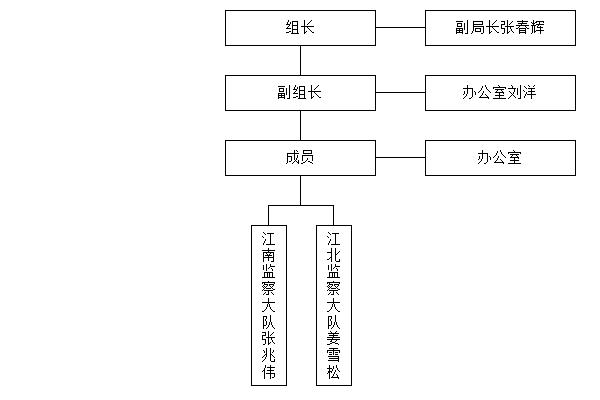 组长
副局长张春辉
副组长
办公室刘洋
成员
办公室
江南监察大队张兆伟
江北监察大队姜雪松